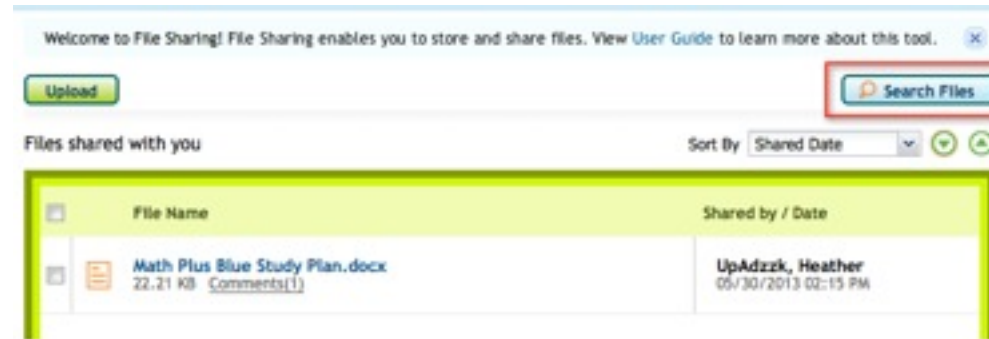 Welcome to File Sharing! File Sharing enables you to store and share files. View User Guide to learn more about this tool.
Upload
Search Files
Files shared with you
Sort By Shared Date
File Name
Shared by / Date
Math Plus Blue Study Plan.docx
UpAdzzk, Heather
22.21 KB Comments(1)
05/30/2013 02:15 PM